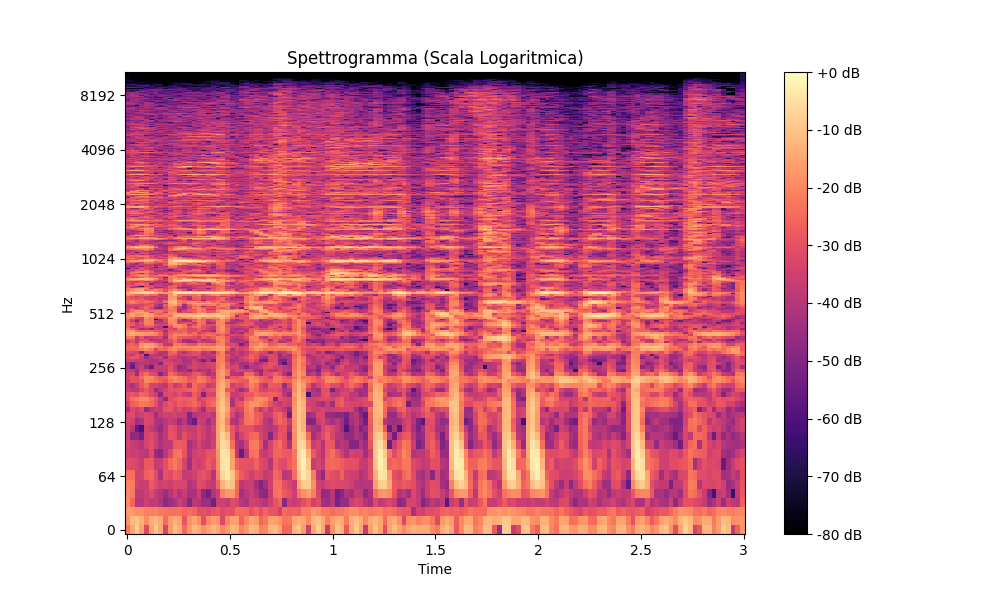 Spettrogramma (Scala Logaritmica)
Hz
8192
4096
2048
1024
512
256
128
64
0
0
0.5
1
1.5
2
2.5
3
Time
+0 dB
-10 dB
-20 dB
-30 dB
-40 dB
-50 dB
-60 dB
-70 dB
-80 dB